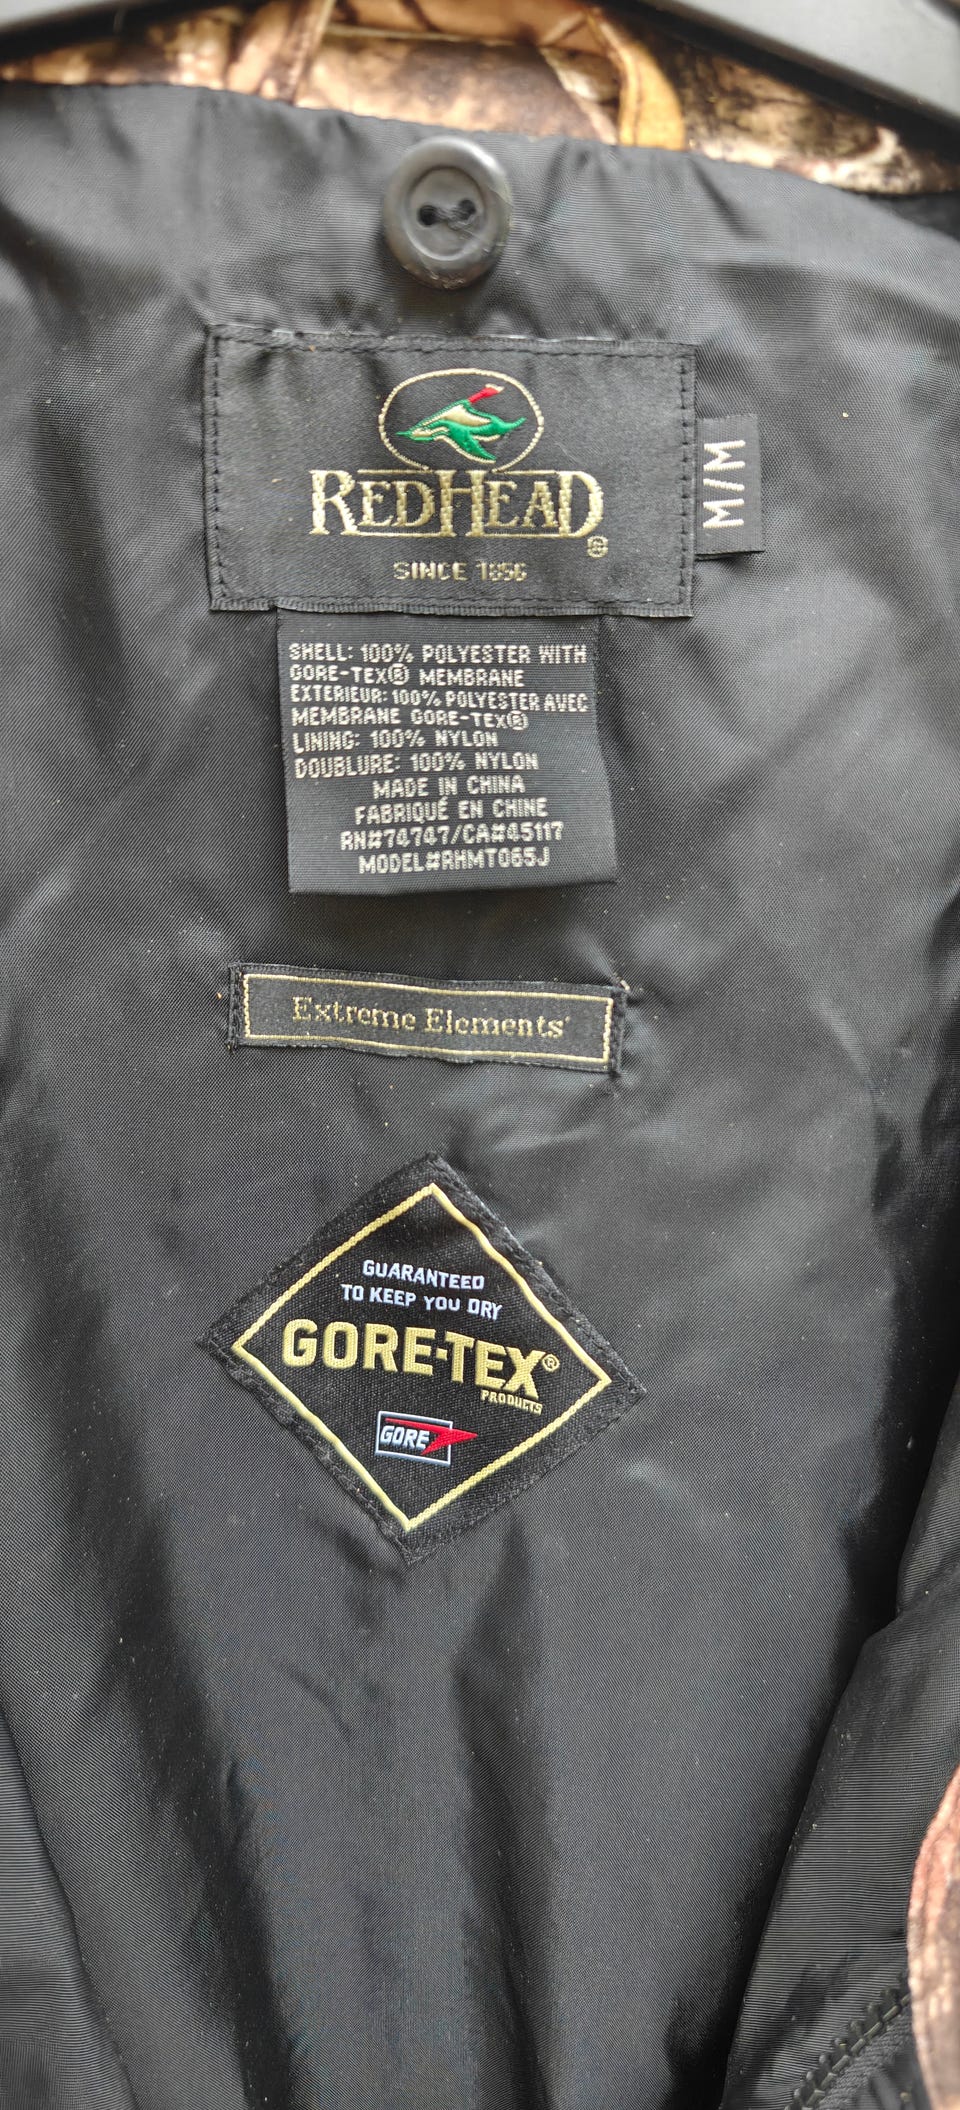 REDHEAD®
SINCE 1856
M/M
SHELL: 100% POLYESTER WITH
GORE-TEX® MEMBRANE
EXTERIEUR: 100% POLYESTER AVEC
MEMBRANE GORE-TEX®
LINING: 100% NYLON
DOUBLURE: 100% NYLON
MADE IN CHINA
FABRIQUÉ EN CHINE
RN#74747/CA#45117
MODEL#RHMT065J
Extreme Elements
GUARANTEED
TO KEEP YOU DRY
GORE-TEX®
PRODUCTS
GORE